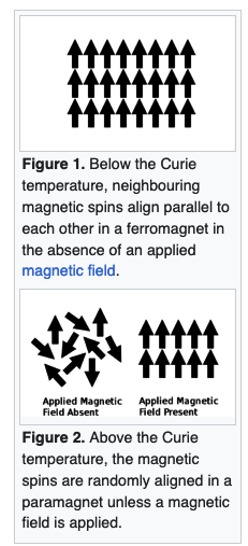 Figure 1. Below the Curie
temperature, neighbouring
magnetic spins align parallel to
each other in a ferromagnet in
the absence of an applied
magnetic field.
Applied Magnetic
Field Absent
Applied Magnetic
Field Present
Figure 2. Above the Curie
temperature, the magnetic
spins are randomly aligned in a
paramagnet unless a magnetic
field is applied.